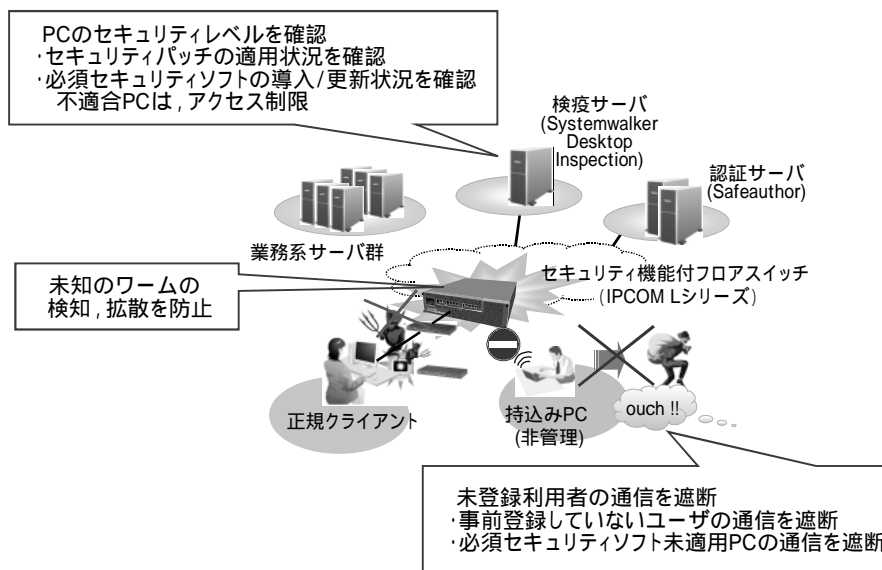 PCのセキュリティレベルを確認
・セキュリティパッチの適用状況を確認
・必須セキュリティソフトの導入/更新状況を確認
不適合PCは,アクセス制限
検疫サーバ
(Systemwalker
Desktop
Inspection)
認証サーバ
(Safeauthor)
業務系サーバ群
未知のワームの
検知,拡散を防止
セキュリティ機能付フロアスイッチ
(IPCOM Lシリーズ)
正規クライアント
持込みPC
(非管理)
ouch !!
未登録利用者の通信を遮断
・事前登録していないユーザの通信を遮断
・必須セキュリティソフト未適用PCの通信を遮断